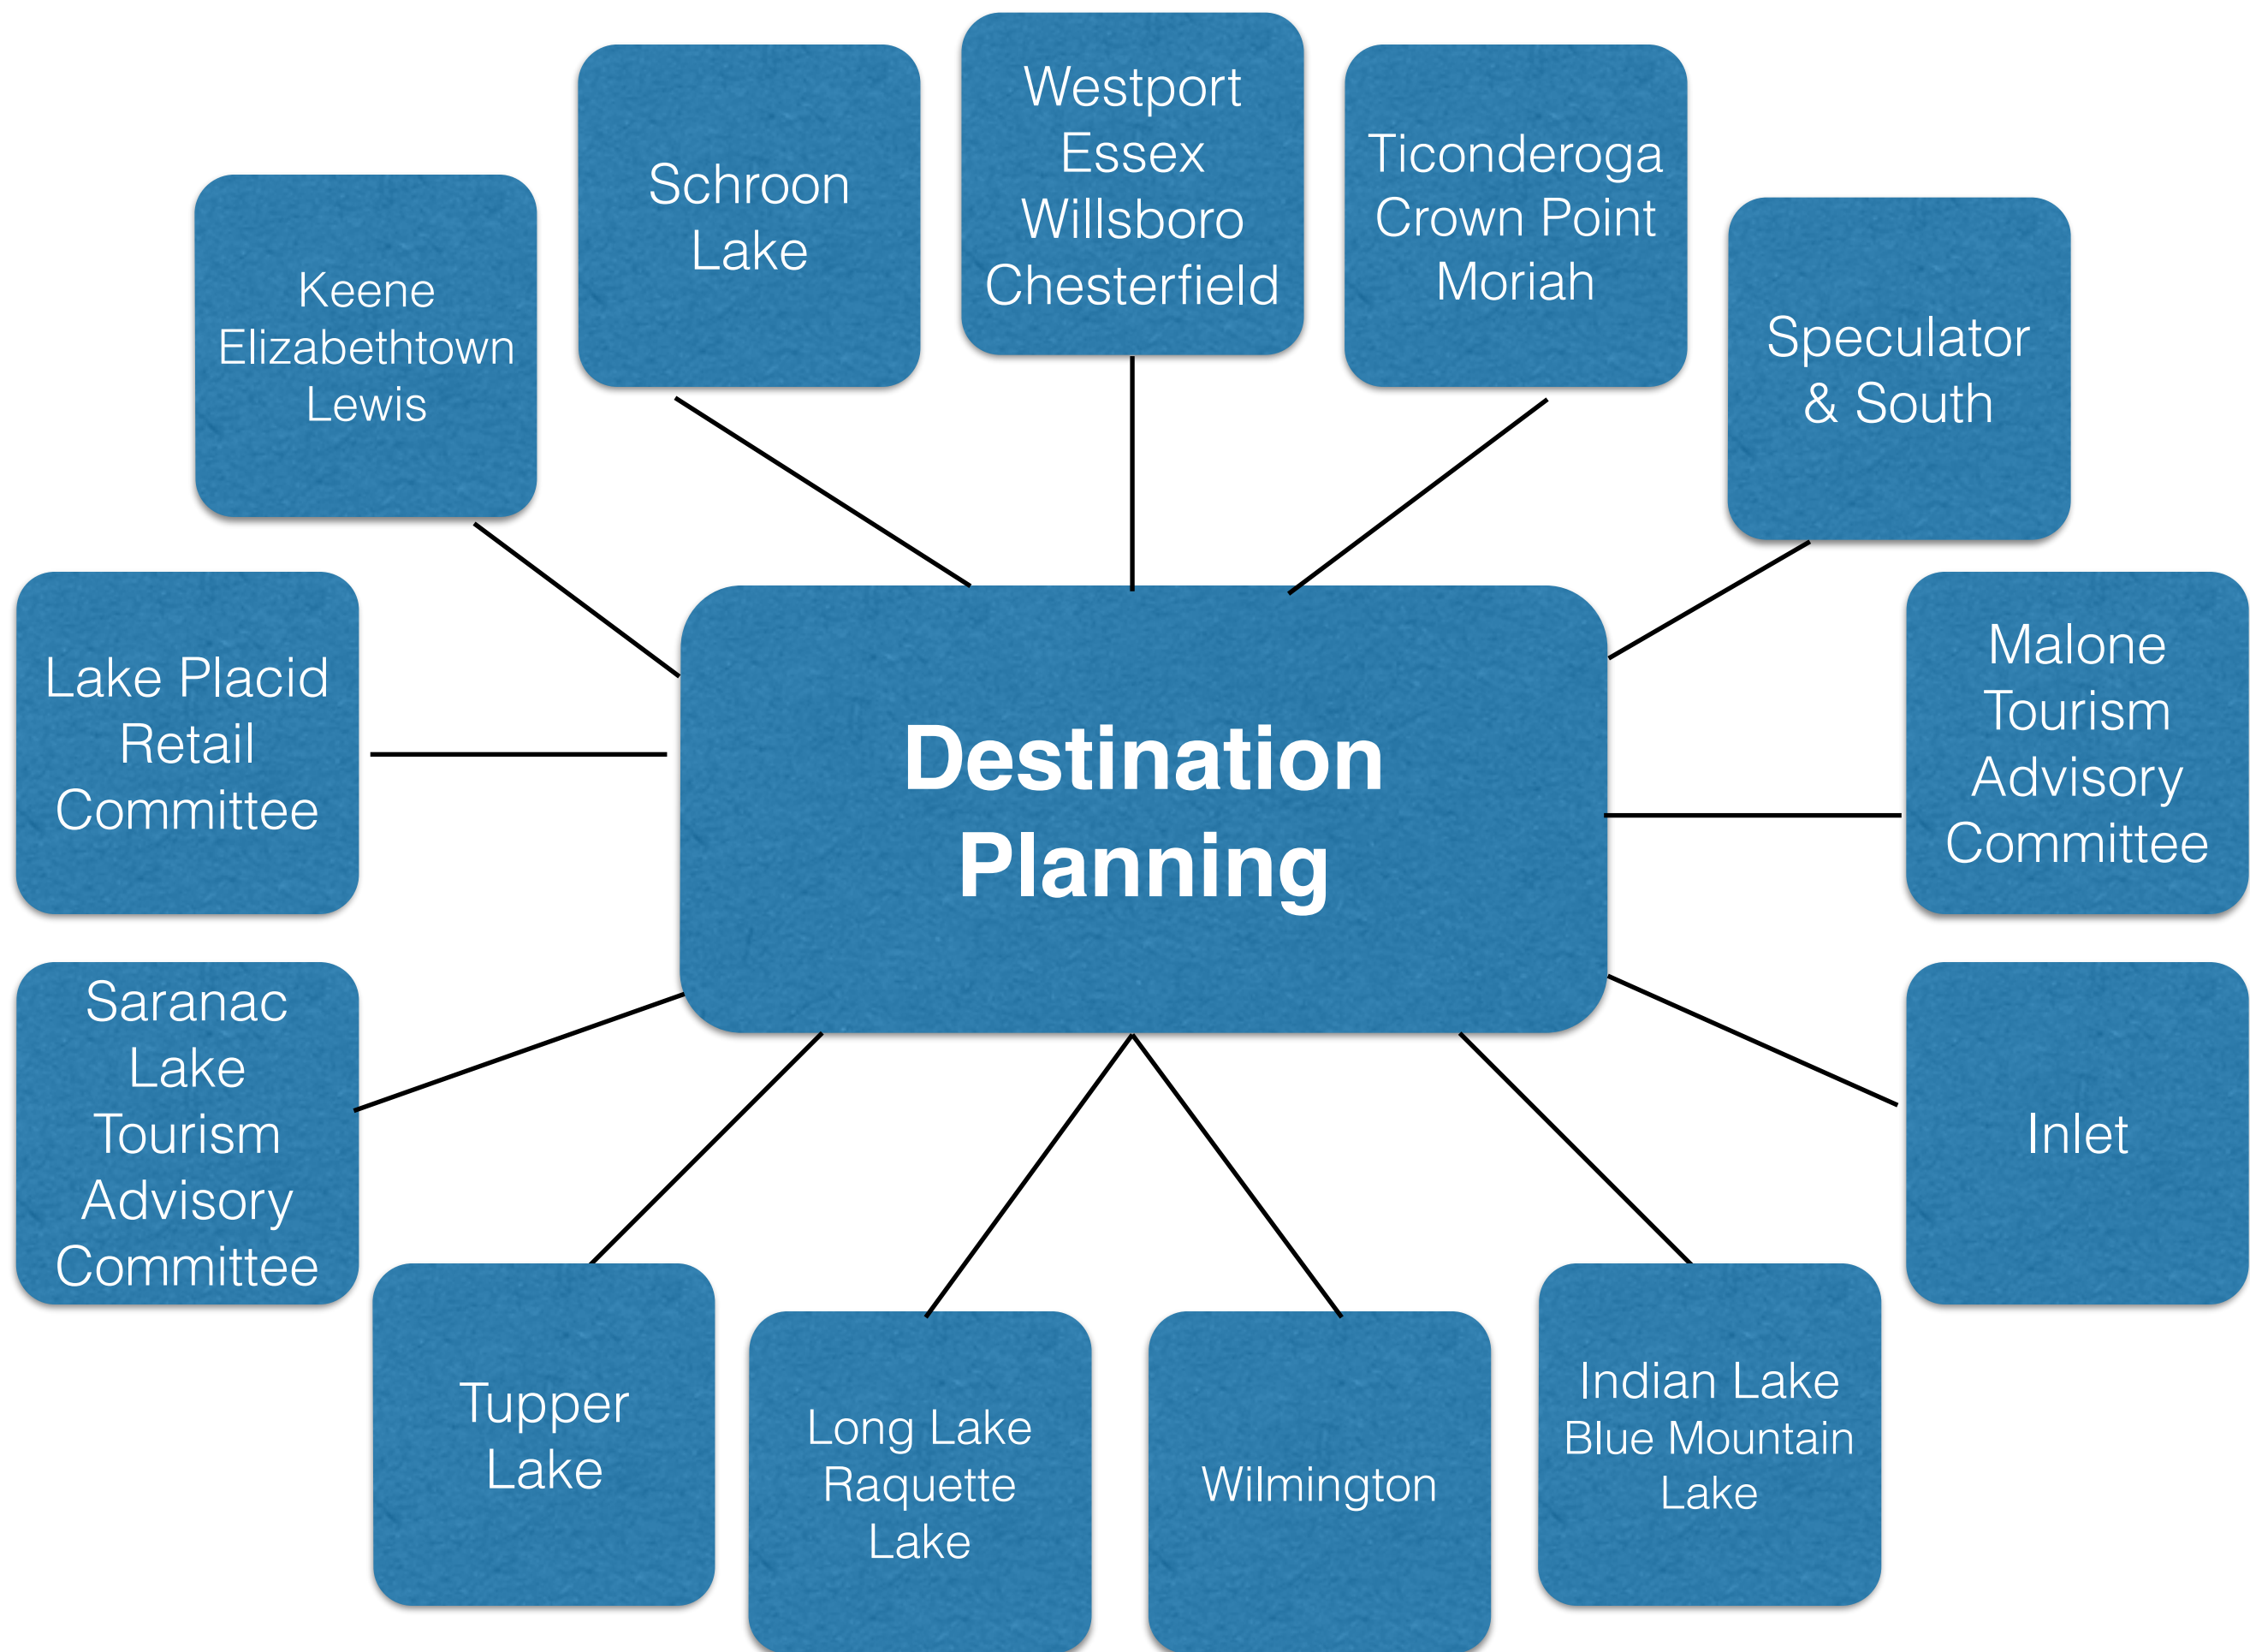 Westport
Essex
Willsboro
Chesterfield
Schroon
Lake
Ticonderoga
Crown Point
Moriah
Keene
Elizabethtown
Lewis
Speculator
& South
Lake Placid
Retail
Committee
Destination
Planning
Malone
Tourism
Advisory
Committee
Saranac
Lake
Tourism
Advisory
Committee
Inlet
Tupper
Lake
Long Lake
Raquette
Lake
Wilmington
Indian Lake
Blue Mountain
Lake